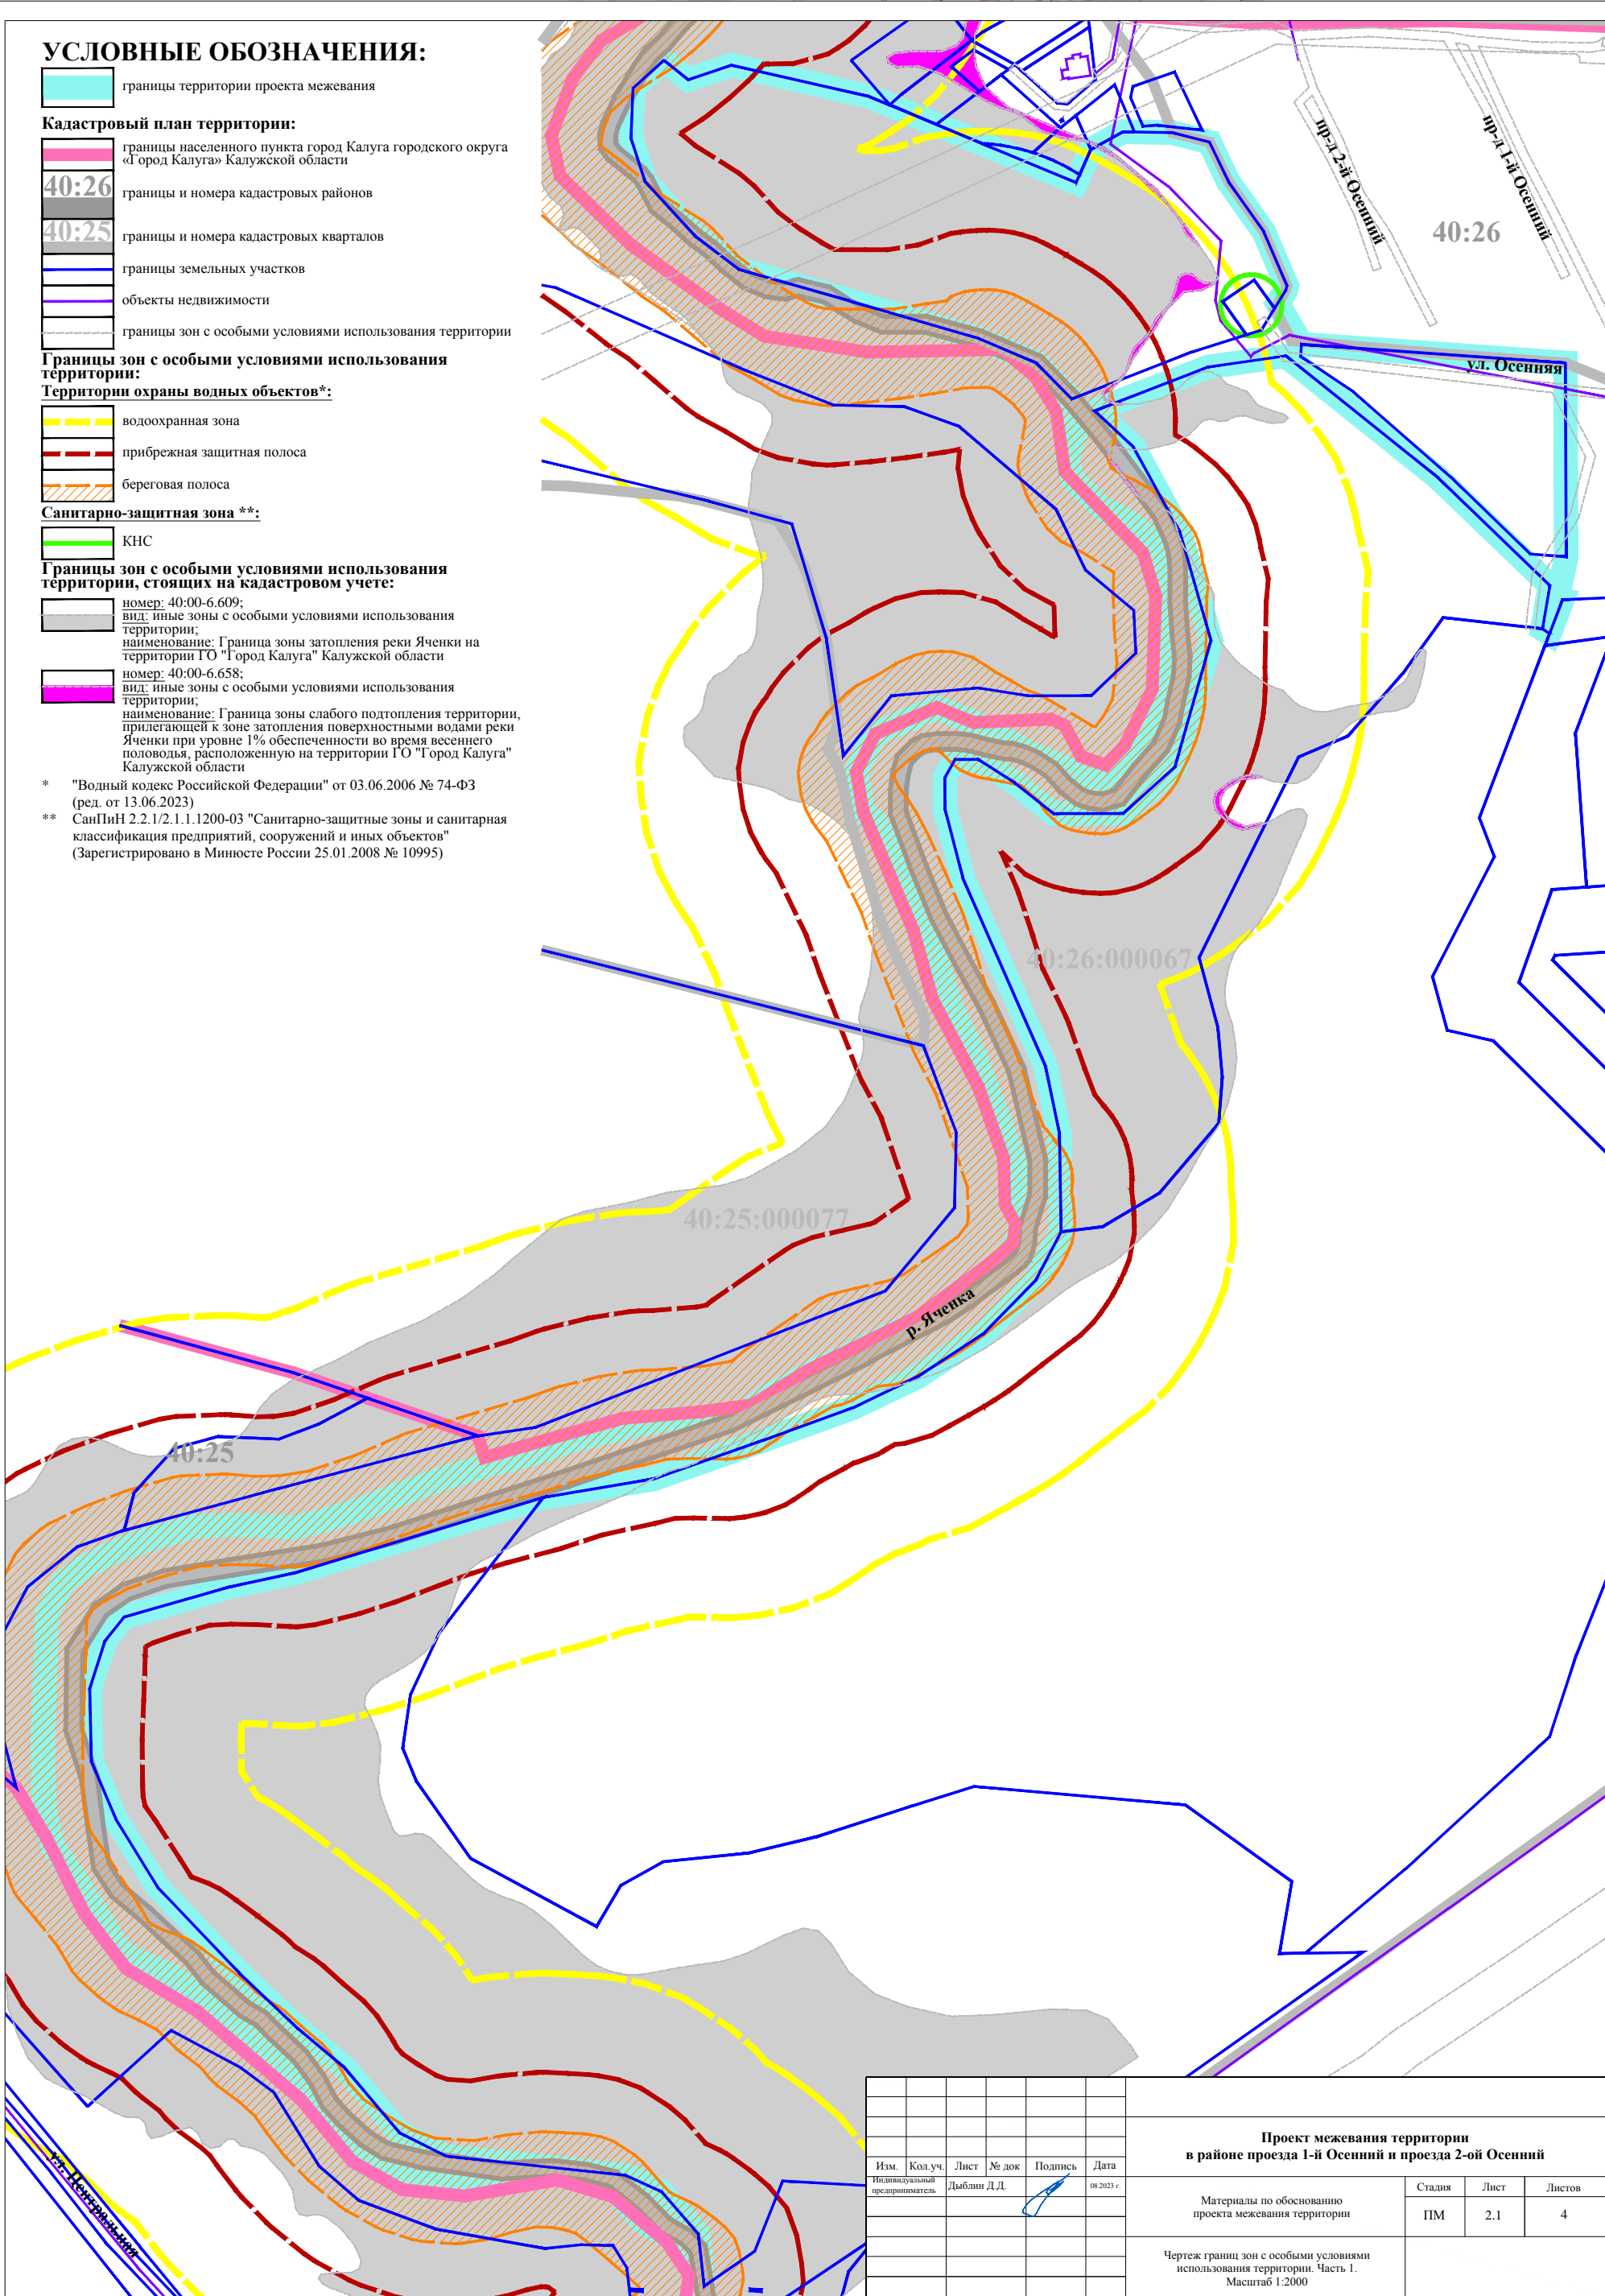 УСЛОВНЫЕ ОБОЗНАЧЕНИЯ:
границы территории проекта межевания
Кадастровый план территории:
границы населенного пункта город Калуга городского округа
«Город Калуга» Калужской области
40:26
границы и номера кадастровых районов
40:25
границы и номера кадастровых кварталов
границы земельных участков
объекты недвижимости
границы зон с особыми условиями использования территории
Границы зон с особыми условиями использования
территории:
Территории охраны водных объектов*:
водоохранная зона
прибрежная защитная полоса
береговая полоса
Санитарно-защитная зона **:
КНС
Границы зон с особыми условиями использования
территории, стоящих на кадастровом учете:
номер: 40:00-6.609;
вид: иные зоны с особыми условиями использования
территории;
наименование: Граница зоны затопления реки Яченки на
территории ГО "Город Калуга" Калужской области
номер: 40:00-6.658;
вид: иные зоны с особыми условиями использования
территории;
наименование: Граница зоны слабого подтопления территории,
прилегающей к зоне затопления поверхностными водами реки
Яченки при уровне 1% обеспеченности во время весеннего
половодья, расположенную на территории ГО "Город Калуга"
Калужской области
* "Водный кодекс Российской Федерации" от 03.06.2006 № 74-ФЗ
(ред. от 13.06.2023)
** СанПиН 2.2.1/2.1.1.1200-03 "Санитарно-защитные зоны и санитарная
классификация предприятий, сооружений и иных объектов"
(Зарегистрировано в Минюсте России 25.01.2008 № 10995)
пр-д 2-й Осенний
пр-д 1-й Осенний
40:26
ул. Осенняя
40:26:000067
40:25:000077
р. Яченка
40:25
ул. Центральная
Изм. Кол.уч. Лист № док Подпись Дата
Индивидуальный
предприниматель
Дыблин Д.Д.
08.2023 г.
Проект межевания территории
в районе проезда 1-й Осенний и проезда 2-ой Осенний
Материалы по обоснованию
проекта межевания территории
Стадия Лист Листов
ПМ 2.1 4
Чертеж границ зон с особыми условиями
использования территории. Часть 1.
Масштаб 1:2000